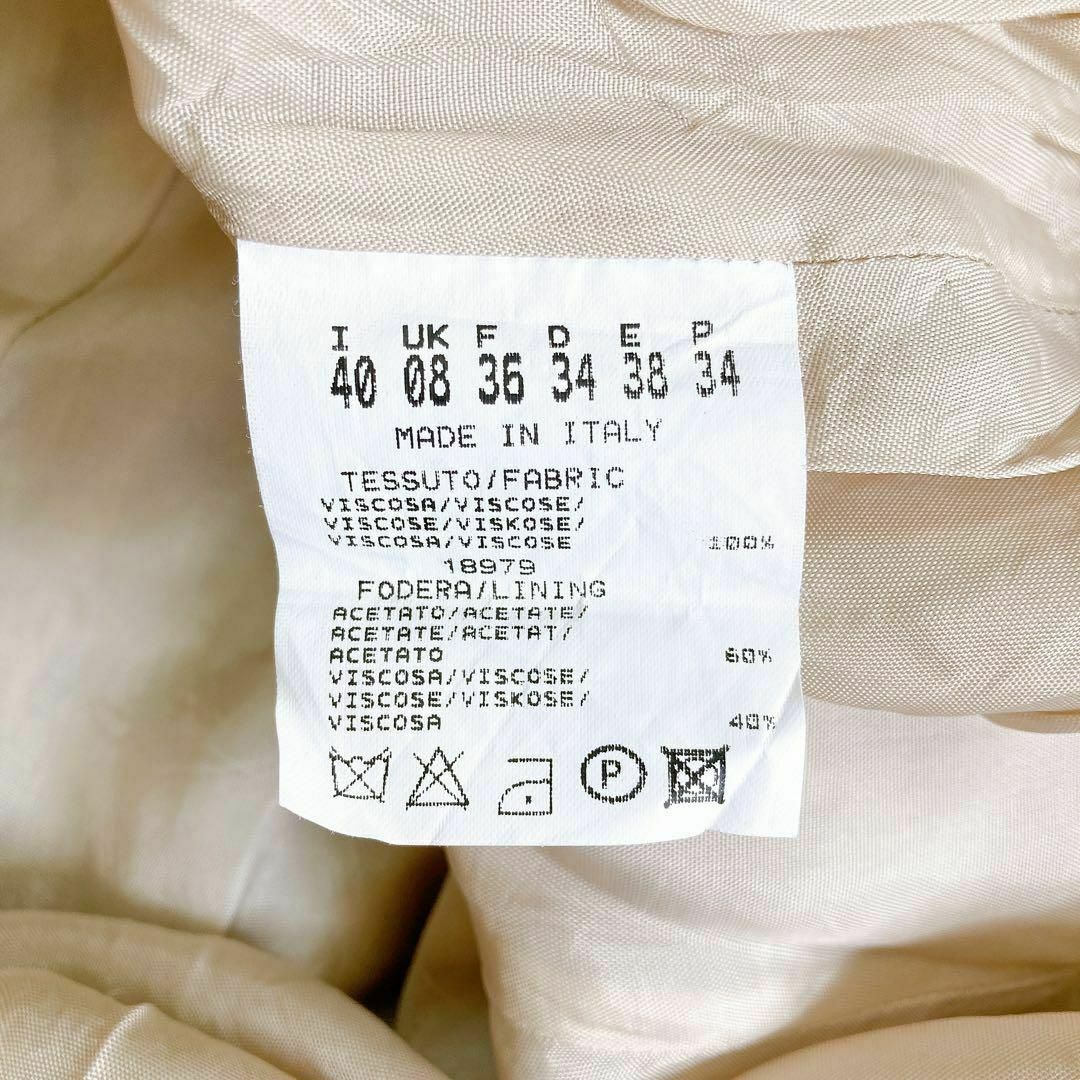 I UK F D E P
40 08 36 34 38 34
MADE IN ITALY
TESSUTO/FABRIC
VISCOSA/VISCOSE/
VISCOSE/VISKOSE/
VISCOSA/VISCOSE 100%
18979
FODERA/LINING
ACETATO/ACETATE/
ACETATE/ACETAT/
ACETATO 60%
VISCOSA/VISCOSE/
VISCOSE/VISKOSE/
VISCOSA 40%
P